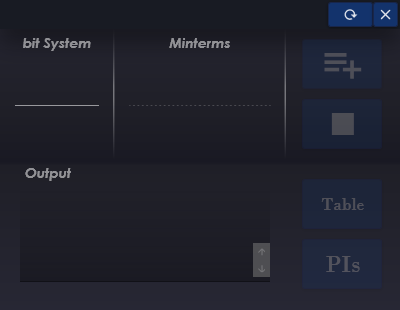 bit System
Minterms
Output
Table
PIs